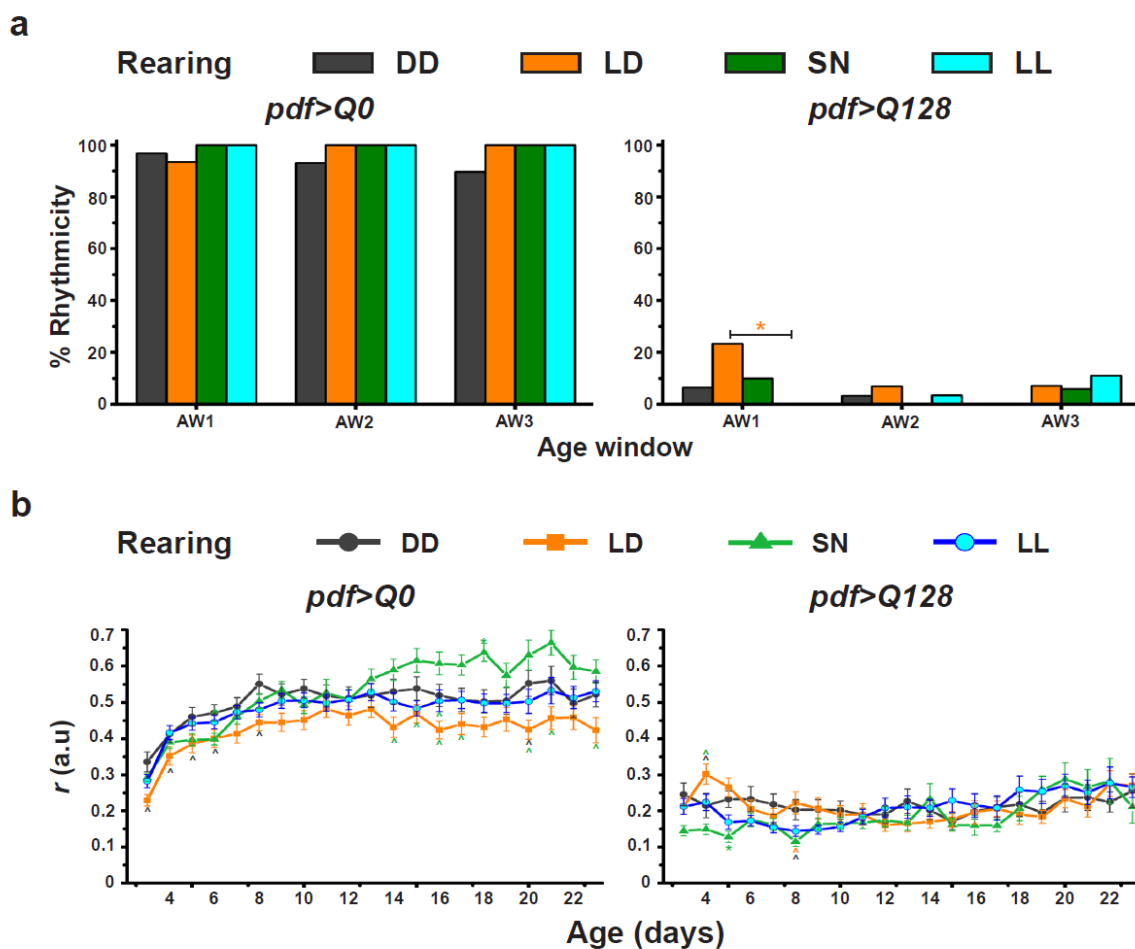 a
Rearing DD LD SN LL
pdf>Q0 pdf>Q128
% Rhythmicity
100 100
80 80
60 60
40 40
20 20
0 0
*
AW1 AW2 AW3 AW1 AW2 AW3
Age window
b
Rearing DD LD SN LL
pdf>Q0 pdf>Q128
r (a.u)
0.7 0.7
0.6 0.6
0.5 0.5
0.4 0.4
0.3 0.3
0.2 0.2
0.1 0.1
0 0
4 6 8 10 12 14 16 18 20 22 4 6 8 10 12 14 16 18 20 22
Age (days)